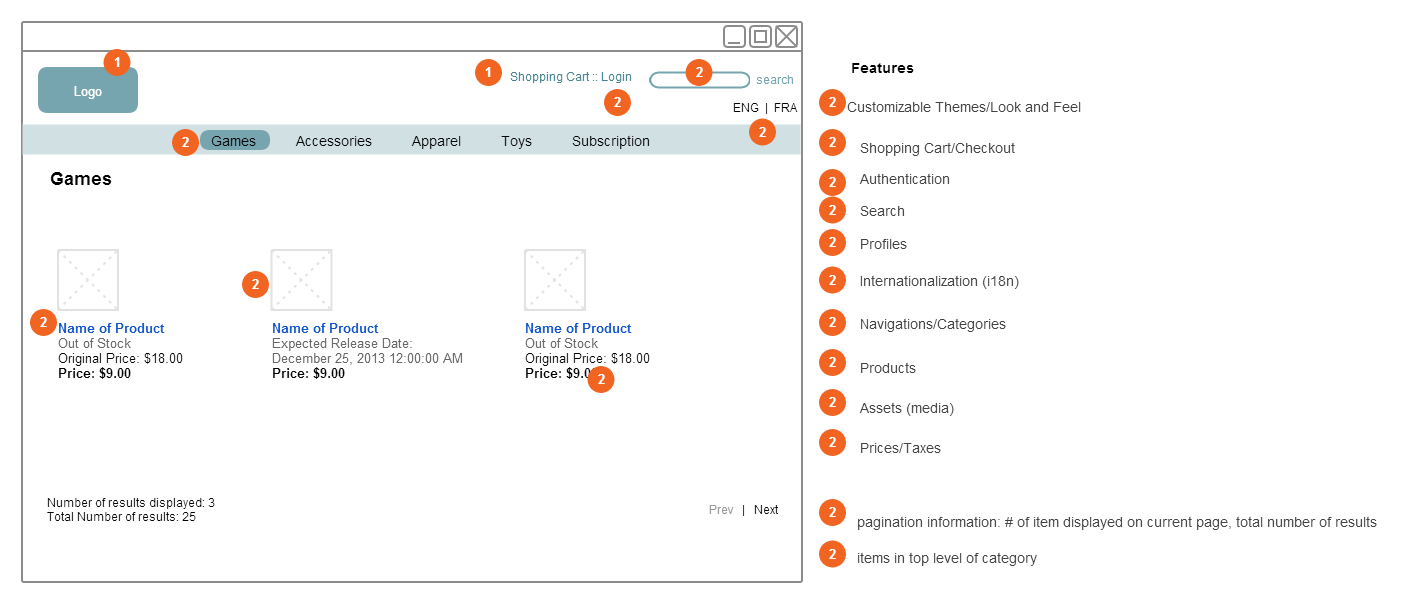 1
Logo
1
Shopping Cart :: Login
2
search
2
ENG | FRA
2
2
Games
Accessories
Apparel
Toys
Subscription
Games
2
2
Name of Product
Out of Stock
Original Price: $18.00
Price: $9.00
Name of Product
Expected Release Date:
December 25, 2013 12:00:00 AM
Price: $9.00
Name of Product
Out of Stock
Original Price: $18.00
Price: $9.0
2
Number of results displayed: 3
Total Number of results: 25
Prev | Next
Features
2 Customizable Themes/Look and Feel
2 Shopping Cart/Checkout
2 Authentication
2 Search
2 Profiles
2 Internationalization (i18n)
2 Navigations/Categories
2 Products
2 Assets (media)
2 Prices/Taxes
2 pagination information: # of item displayed on current page, total number of results
2 items in top level of category